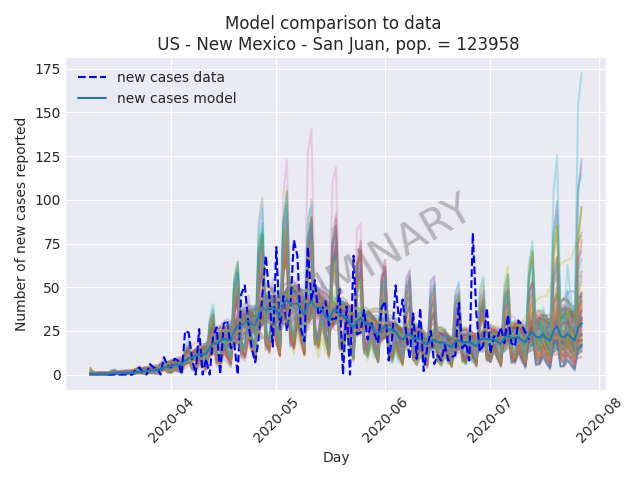 Model comparison to data
US - New Mexico - San Juan, pop. = 123958
new cases data
new cases model
Number of new cases reported
175
150
125
100
75
50
25
0
2020-04
2020-05
2020-06
2020-07
2020-08
Day